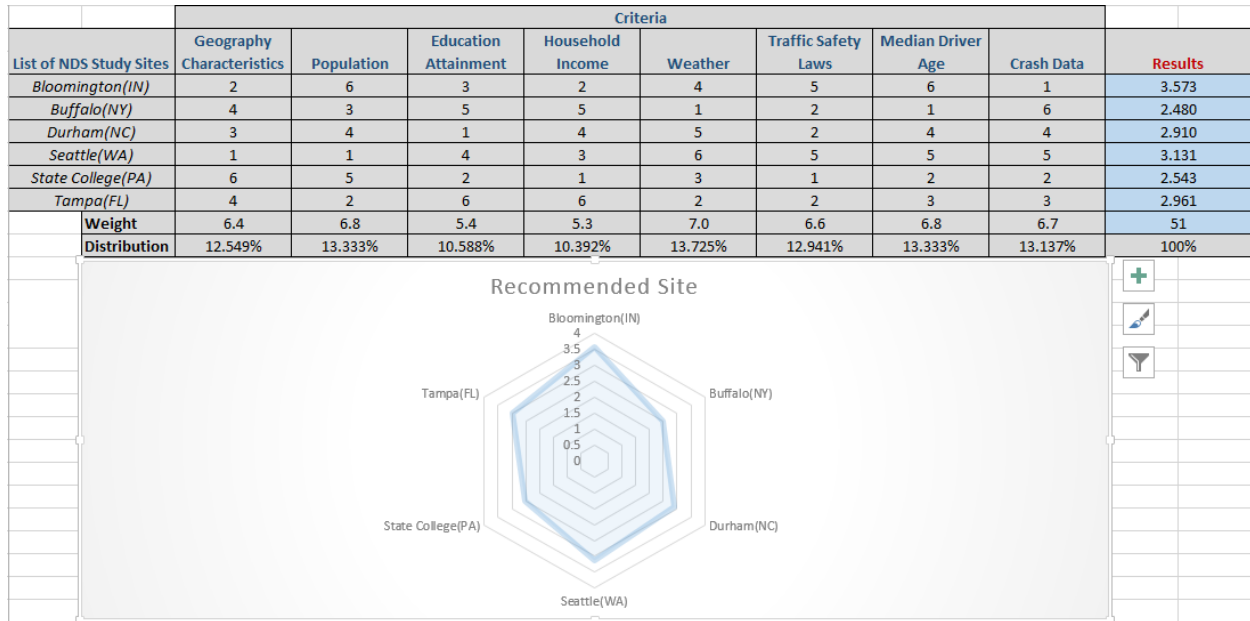 Criteria
List of NDS Study Sites Geography Characteristics Population Education Attainment Household Income Weather Traffic Safety Laws Median Driver Age Crash Data Results
Bloomington(IN) 2 6 3 2 4 5 6 1 3.573
Buffalo(NY) 4 3 5 5 1 2 1 6 2.480
Durham(NC) 3 4 1 4 5 2 4 4 2.910
Seattle(WA) 1 1 4 3 6 5 5 5 3.131
State College(PA) 6 5 2 1 3 1 2 2 2.543
Tampa(FL) 4 2 6 6 2 2 3 3 2.961
Weight 6.4 6.8 5.4 5.3 7.0 6.6 6.8 6.7 51
Distribution 12.549% 13.333% 10.588% 10.392% 13.725% 12.941% 13.333% 13.137% 100%
Recommended Site
Bloomington(IN)
4
3.5
3
2.5
Tampa(FL) 2 Buffalo(NY)
1.5
1
0.5
0
State College(PA) Durham(NC)
Seattle(WA)